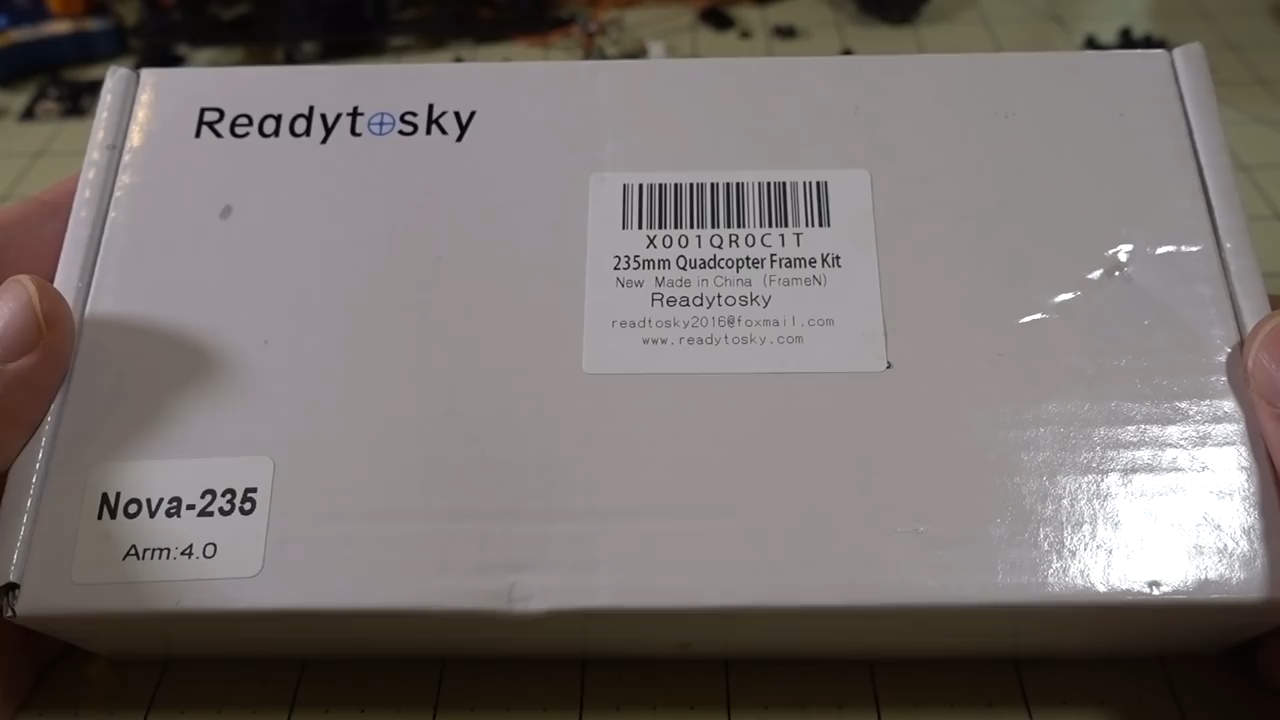 Readytosky
X001QR0C1T
235mm Quadcopter Frame Kit
New Made in China (FrameN)
Readytosky
readtosky2016@foxmail.com
www.readytosky.com
Nova-235
Arm:4.0